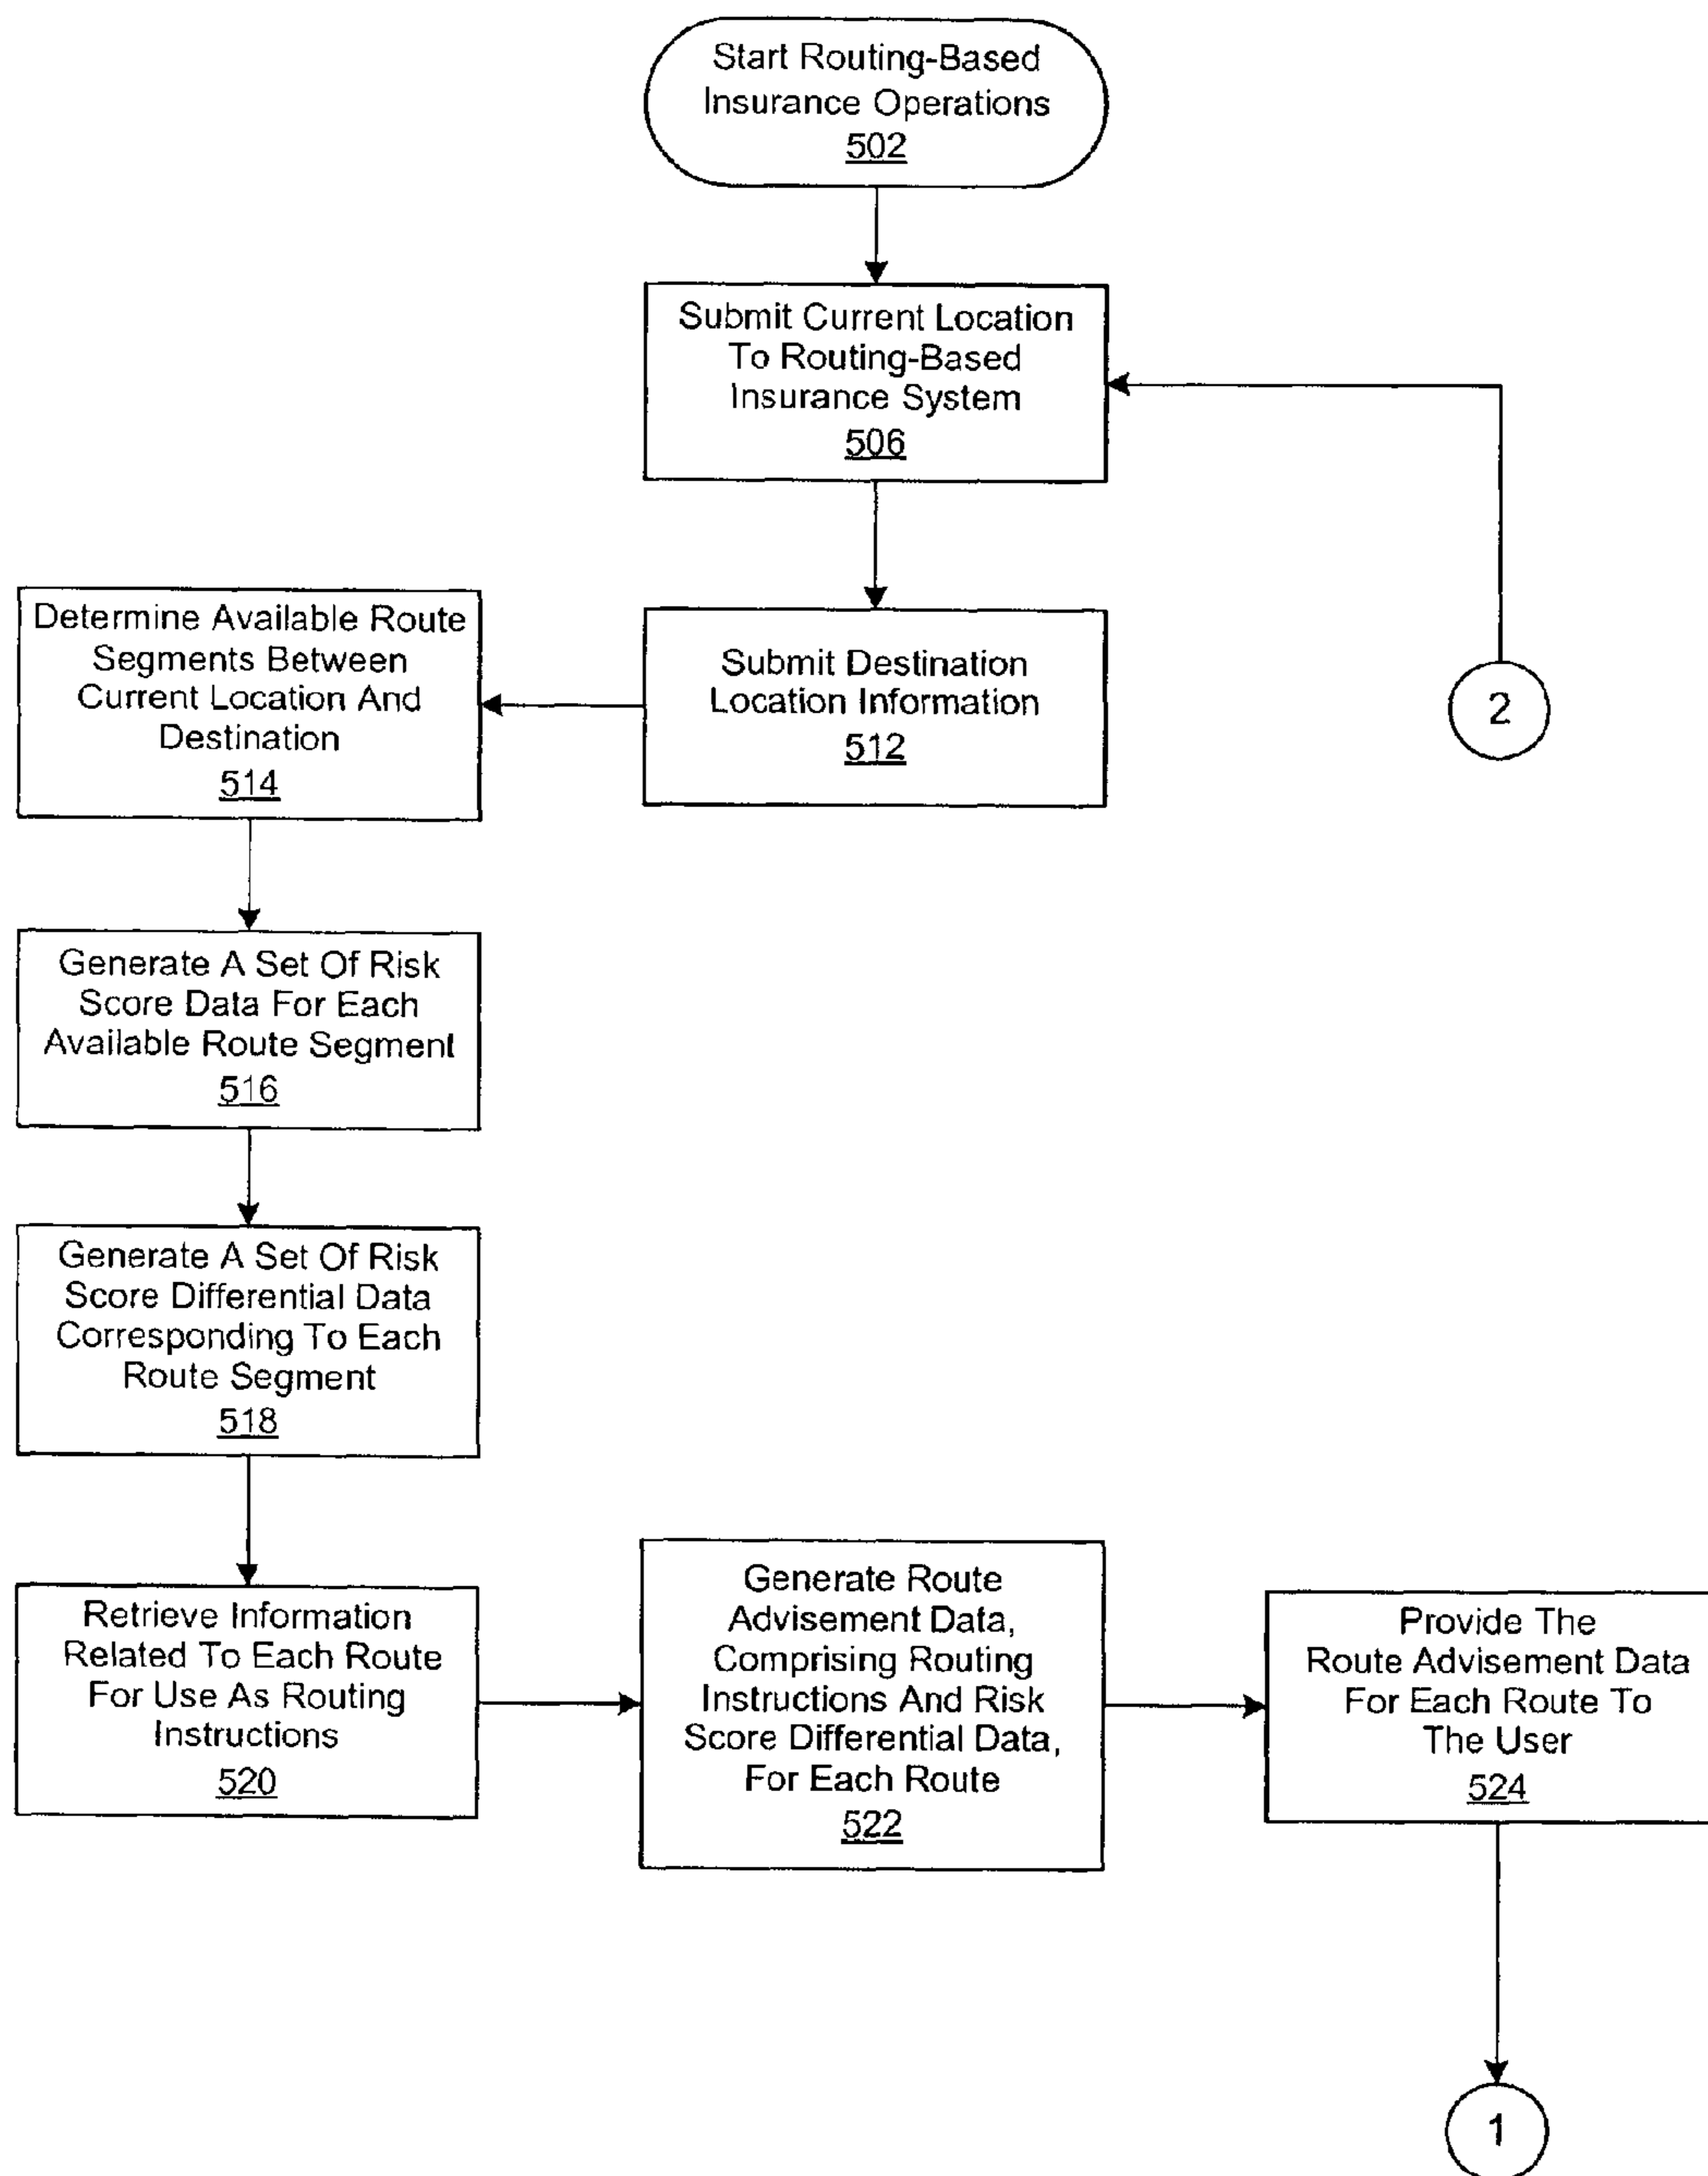 Start Routing-Based
Insurance Operations
502
Submit Current Location
To Routing-Based
Insurance System
506
Submit Destination
Location Information
512
2
Determine Available Route
Segments Between
Current Location And
Destination
514
Generate A Set Of Risk
Score Data For Each
Available Route Segment
516
Generate A Set Of Risk
Score Differential Data
Corresponding To Each
Route Segment
518
Retrieve Information
Related To Each Route
For Use As Routing
Instructions
520
Generate Route
Advisement Data,
Comprising Routing
Instructions And Risk
Score Differential Data,
For Each Route
522
Provide The
Route Advisement Data
For Each Route To
The User
524
1